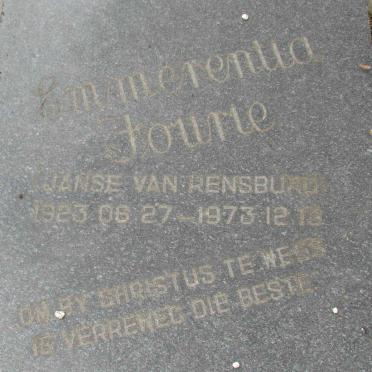 Emmerentia
Fourie
(JANSE VAN RENSBURG)
1923 06 27 – 1973 12 13
OM BY CHRISTUS TE WEES
IS VERREWEG DIE BESTE